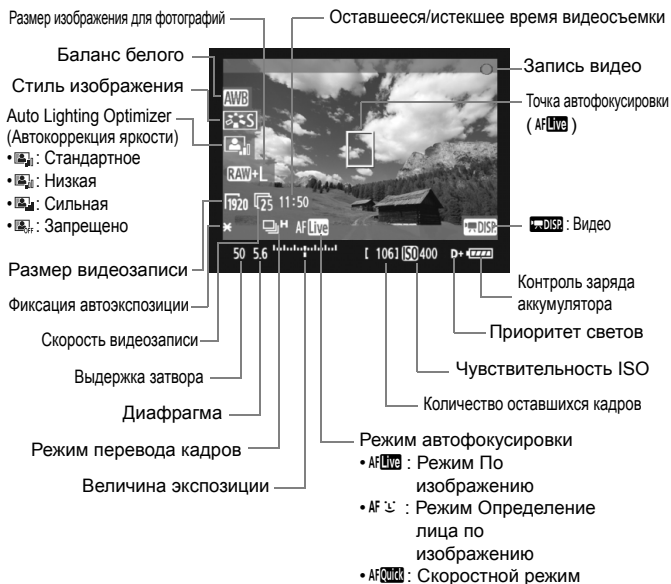 Размер изображения для фотографий
Оставшееся/истекшее время видеосъемки
Баланс белого
Запись видео
Стиль изображения
Точка автофокусировки
( AF Live )
Auto Lighting Optimizer
(Автокоррекция яркости)
• : Стандартное
• : Низкая
• : Сильная
• OFF : Запрещено
AWB
S
RAW+L
1920 25 11:50
H AF Live
DISP.
DISP. : Видео
50 5.6 [ 106] ISO 400 D+
Размер видеозаписи
Контроль заряда
аккумулятора
Фиксация автоэкспозиции
Приоритет светов
Скорость видеозаписи
Чувствительность ISO
Выдержка затвора
Количество оставшихся кадров
Диафрагма
Режим автофокусировки
Режим перевода кадров
• AF Live : Режим По
изображению
Величина экспозиции
• AF : Режим Определение
лица по
изображению
• AF Quick : Скоростной режим